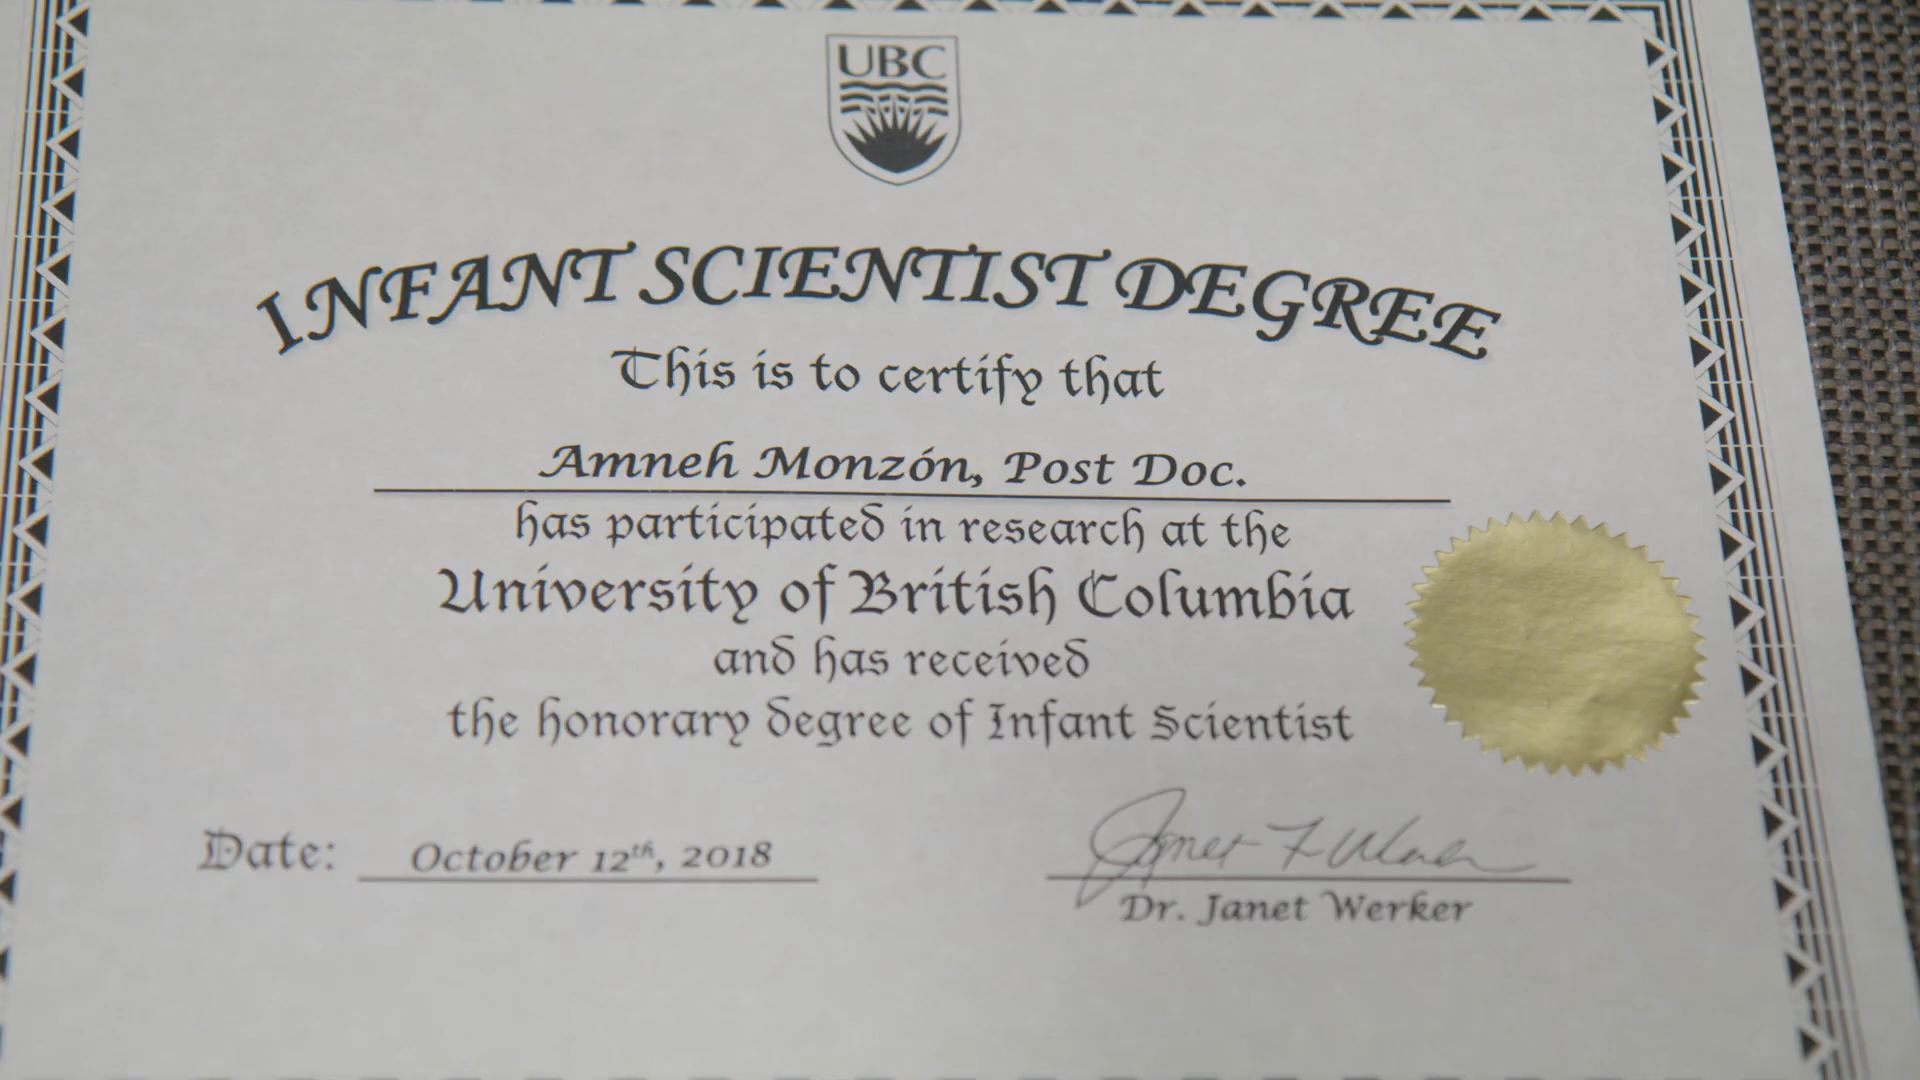 UBC
INFANT SCIENTIST DEGREE
This is to certify that
Amneh Monzón, Post Doc.
has participated in research at the
University of British Columbia
and has received
the honorary degree of Infant Scientist
Date: October 12th, 2018
Janet F Werker
Dr. Janet Werker